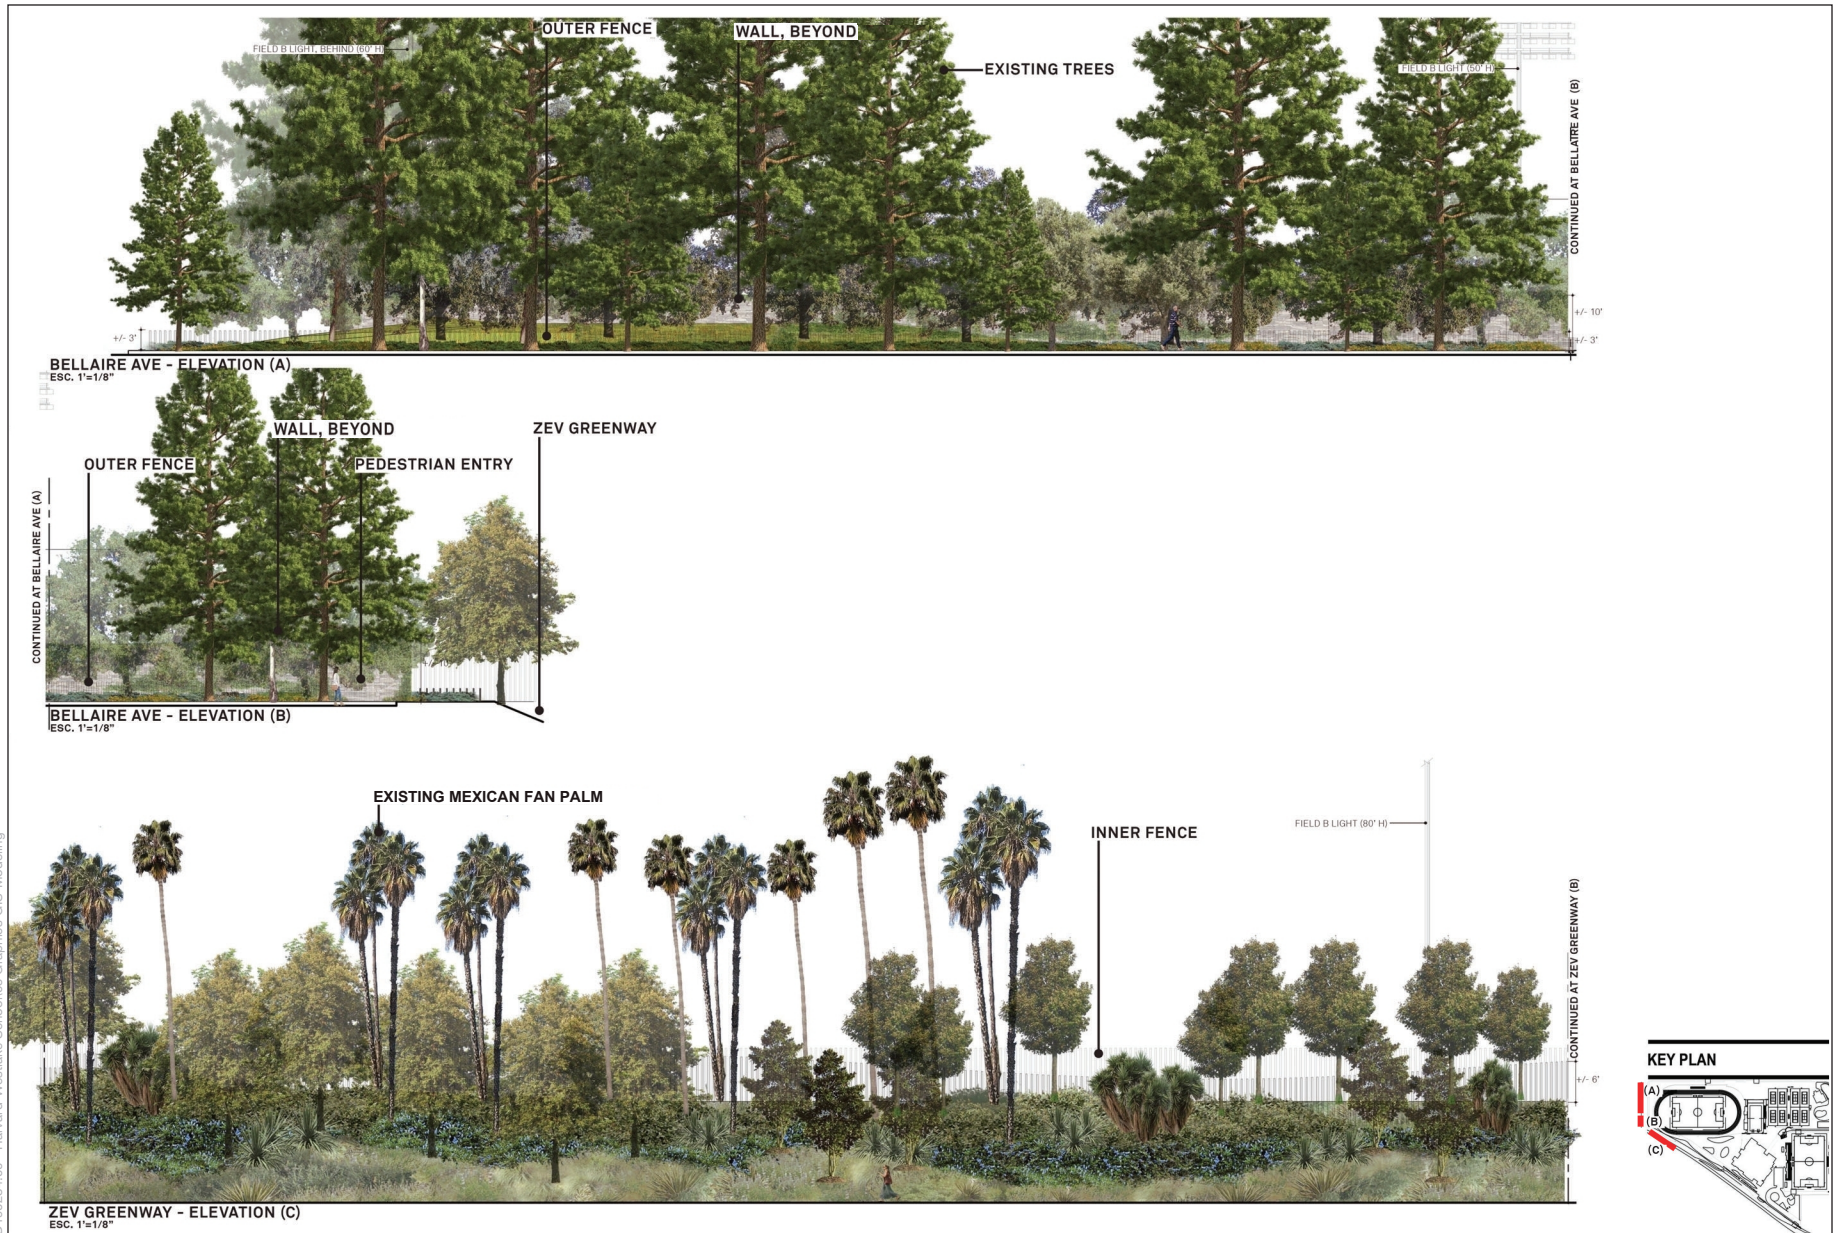 OUTER FENCE
WALL, BEYOND
FIELD B LIGHT, BEHIND (60' H)
EXISTING TREES
FIELD B LIGHT (50' H)
CONTINUED AT BELLAIRE AVE (B)
+/- 10'
+/- 3'
+/- 3'
BELLAIRE AVE - ELEVATION (A)
ESC. 1'=1/8"
WALL, BEYOND
ZEV GREENWAY
OUTER FENCE
PEDESTRIAN ENTRY
CONTINUED AT BELLAIRE AVE (A)
BELLAIRE AVE - ELEVATION (B)
ESC. 1'=1/8"
EXISTING MEXICAN FAN PALM
INNER FENCE
FIELD B LIGHT (80' H)
CONTINUED AT ZEV GREENWAY (B)
+/- 6'
ZEV GREENWAY - ELEVATION (C)
ESC. 1'=1/8"
KEY PLAN
(A)
(B)
(C)